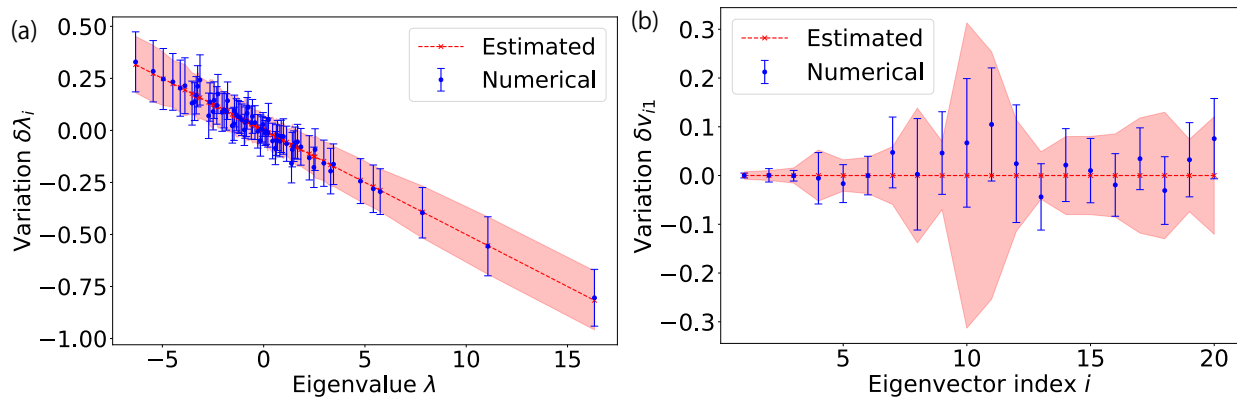 (a)
Variation δλᵢ
0.50
0.25
0.00
−0.25
−0.50
−0.75
−1.00
Estimated
Numerical
−5 0 5 10 15
Eigenvalue λ
(b)
Variation δvᵢ₁
0.3
0.2
0.1
0.0
−0.1
−0.2
−0.3
Estimated
Numerical
5 10 15 20
Eigenvector index i